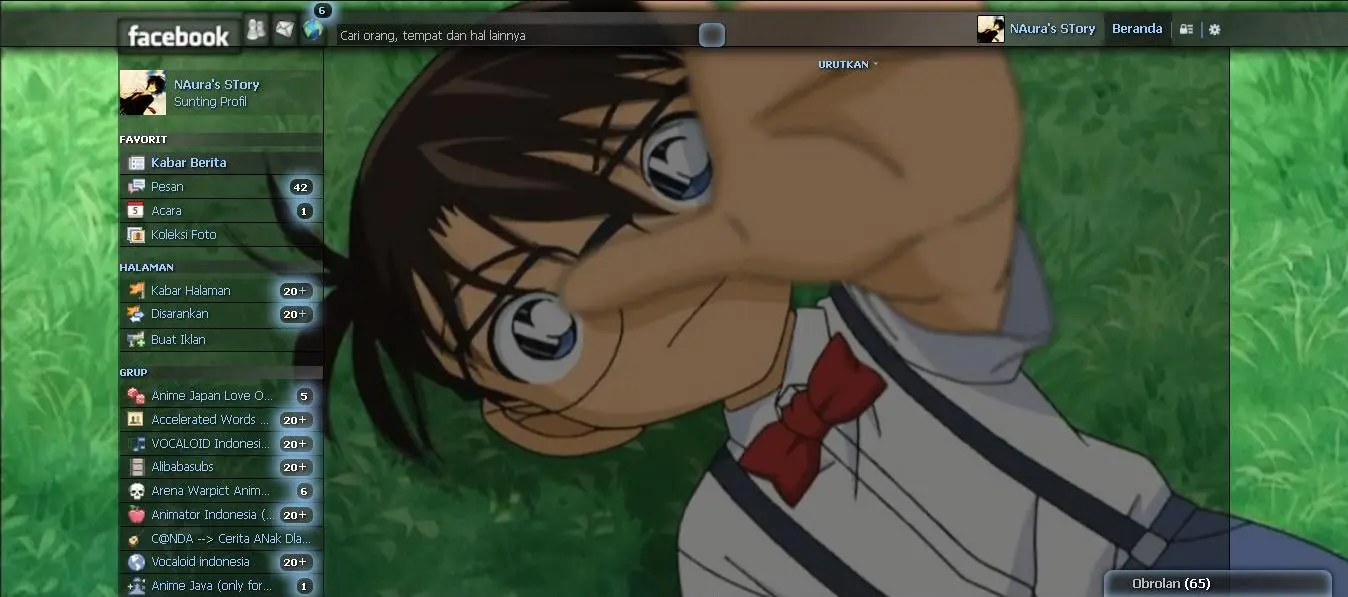 6
facebook
Cari orang, tempat dan hal lainnya
NAura's STory
Beranda
URUTKAN
NAura's STory
Sunting Profil
FAVORIT
Kabar Berita
Pesan 42
5
Acara 1
Koleksi Foto
HALAMAN
Kabar Halaman 20+
Disarankan 20+
Buat Iklan
GRUP
Anime Japan Love O... 5
Accelerated Words ... 20+
VOCALOID Indonesi... 20+
Alibabasubs 20+
Arena Warpict Anim... 6
Animator Indonesia (... 20+
C@NDA --> Cerita ANak Dla...
Vocaloid indonesia 20+
Anime Java (only for... 1
Obrolan (65)